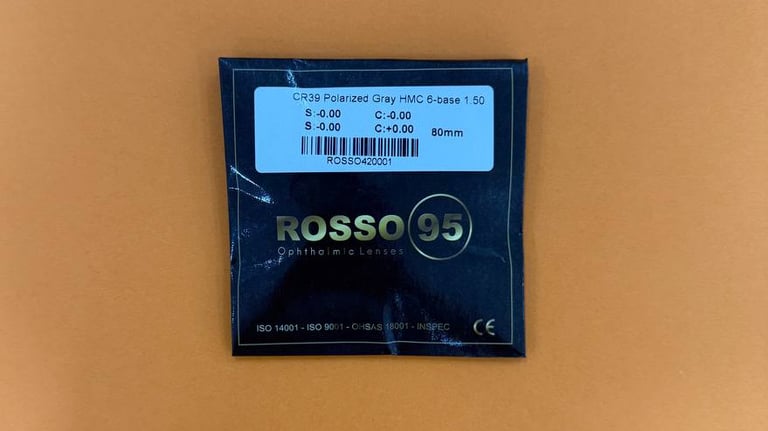 CR39 Polarized Gray HMC 6-base 1.50
S:-0.00 C:-0.00
S:-0.00 C:+0.00 80mm
ROSSO420001
ROSSO 95
Ophthalmic Lenses
ISO 14001 - ISO 9001 - OHSAS 18001 - INSPEC CE